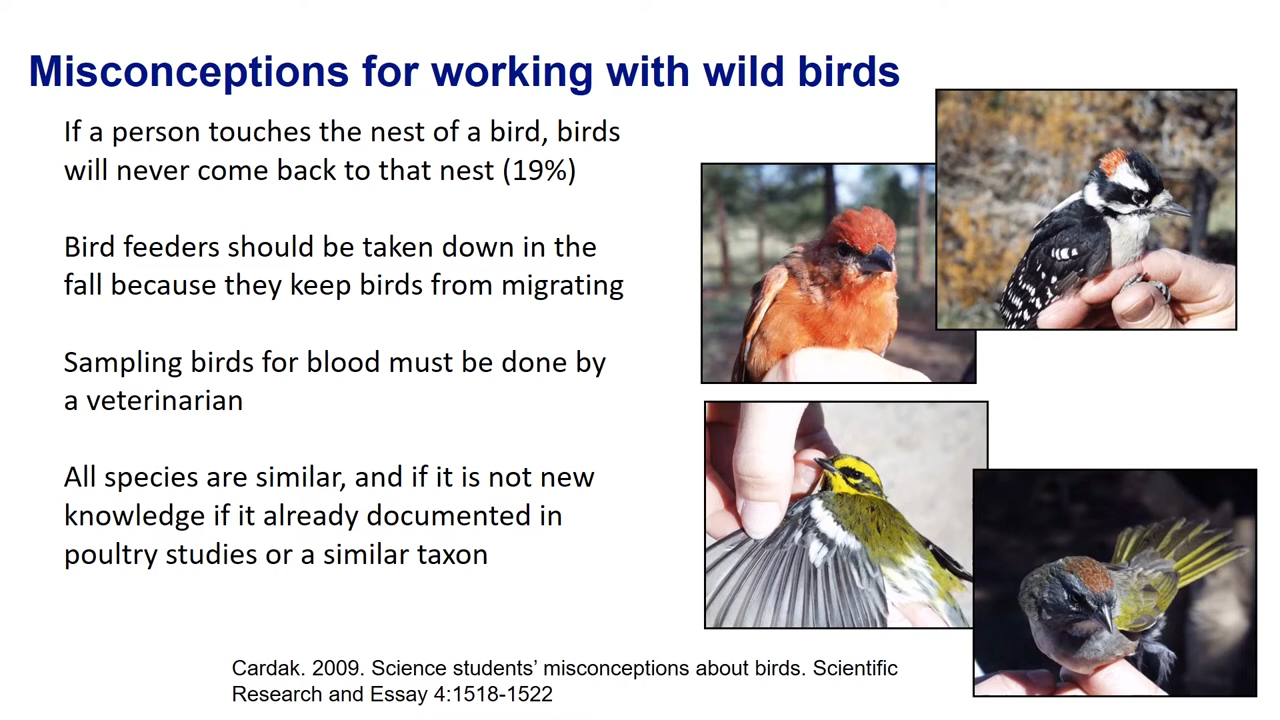 Misconceptions for working with wild birds
If a person touches the nest of a bird, birds
will never come back to that nest (19%)
Bird feeders should be taken down in the
fall because they keep birds from migrating
Sampling birds for blood must be done by
a veterinarian
All species are similar, and if it is not new
knowledge if it already documented in
poultry studies or a similar taxon
Cardak. 2009. Science students’ misconceptions about birds. Scientific
Research and Essay 4:1518-1522